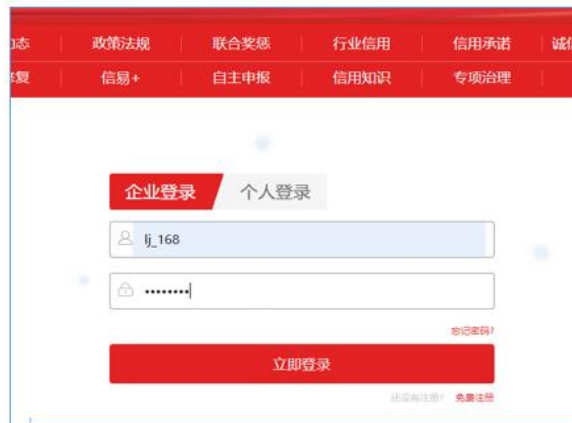 政策法规 联合奖惩 行业信用 信用承诺
信易+ 自主申报 信用知识 专项治理
企业登录 个人登录
lj_168
••••••••
忘记密码?
立即登录
还没有注册? 免费注册